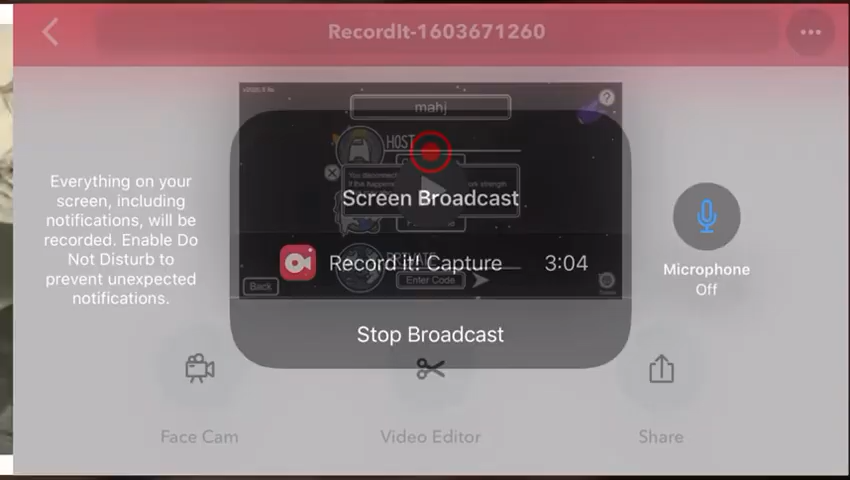 RecordIt-1603671260
mahj
HOST
Everything on your
screen, including
notifications, will be
recorded. Enable Do
Not Disturb to
prevent unexpected
notifications.
Screen Broadcast
Record it! Capture 3:04
Enter Code
Back
Stop Broadcast
Microphone
Off
Face Cam
Video Editor
Share